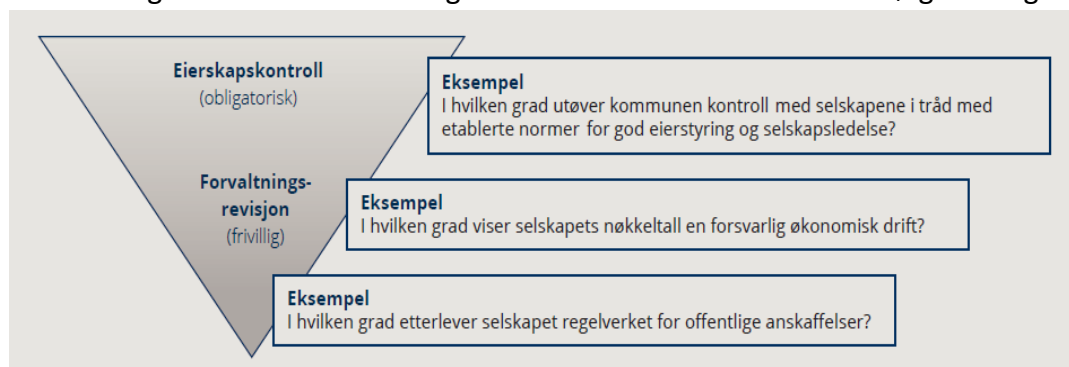 Eierskapskontroll
(obligatorisk)
Eksempel
I hvilken grad utøver kommunen kontroll med selskapene i tråd med
etablerte normer for god eierstyring og selskapsledelse?
Forvaltnings-
revisjon
(frivillig)
Eksempel
I hvilken grad viser selskapets nøkkeltall en forsvarlig økonomisk drift?
Eksempel
I hvilken grad etterlever selskapet regelverket for offentlige anskaffelser?